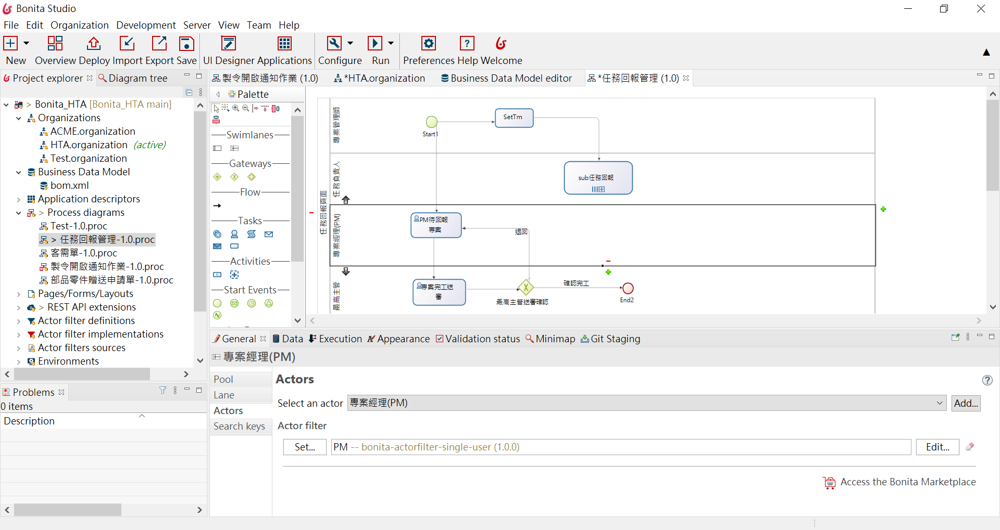 Bonita Studio
File Edit Organization Development Server View Team Help
New Overview Deploy Import Export Save UI Designer Applications Configure Run Preferences Help Welcome
Project explorer
Diagram tree
Bonita_HTA [Bonita_HTA main]
Organizations
ACME.organization
HTA.organization (active)
Test.organization
Business Data Model
bom.xml
Application descriptors
> Process diagrams
Test-1.0.proc
> 任務回報管理-1.0.proc
客需單-1.0.proc
製令開啟通知作業-1.0.proc
部品零件贈送申請單-1.0.proc
Pages/Forms/Layouts
> REST API extensions
Actor filter definitions
Actor filter implementations
Actor filters sources
Environments
Problems
0 items
Description
製令開啟通知作業 (1.0)
*HTA.organization
Business Data Model editor
*任務回報管理 (1.0)
Palette
Swimlanes
Gateways
Flow
Tasks
Activities
Start Events
任務回報頁面
專案管理師
Start1
SetTm
任務負責人
sub任務回報
專案經理(PM)
PM待回報
專案
退回
最高主管
專案完工送
審
最高主管送審確認
確認完工
End2
General Data Execution Appearance Validation status Minimap Git Staging
專案經理(PM)
Pool
Lane
Actors
Search keys
Actors
Select an actor 專案經理(PM) Add...
Actor filter
Set... PM -- bonita-actorfilter-single-user (1.0.0) Edit...
Access the Bonita Marketplace